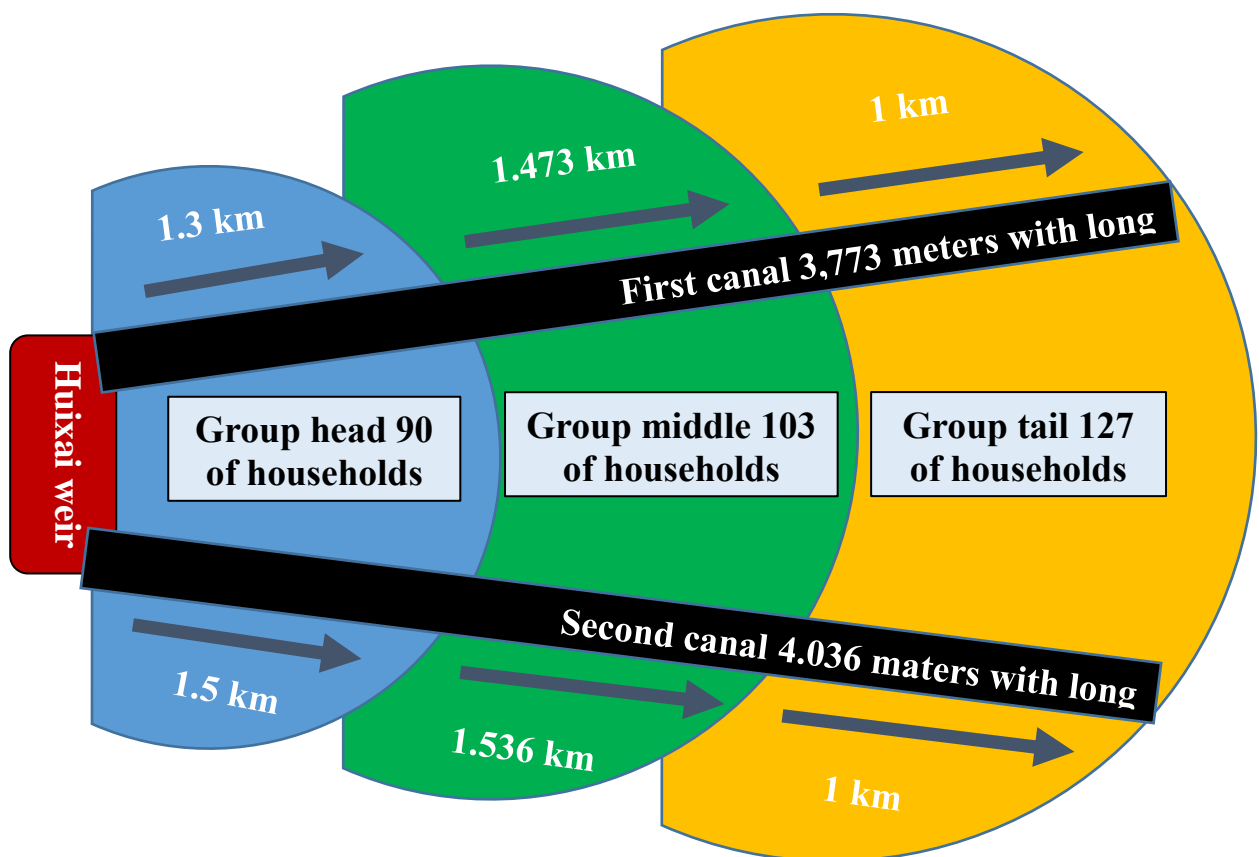 1 km
1.473 km
1.3 km
First canal 3,773 meters with long
Huixai weir
Group head 90
of households
Group middle 103
of households
Group tail 127
of households
Second canal 4.036 maters with long
1.5 km
1.536 km
1 km